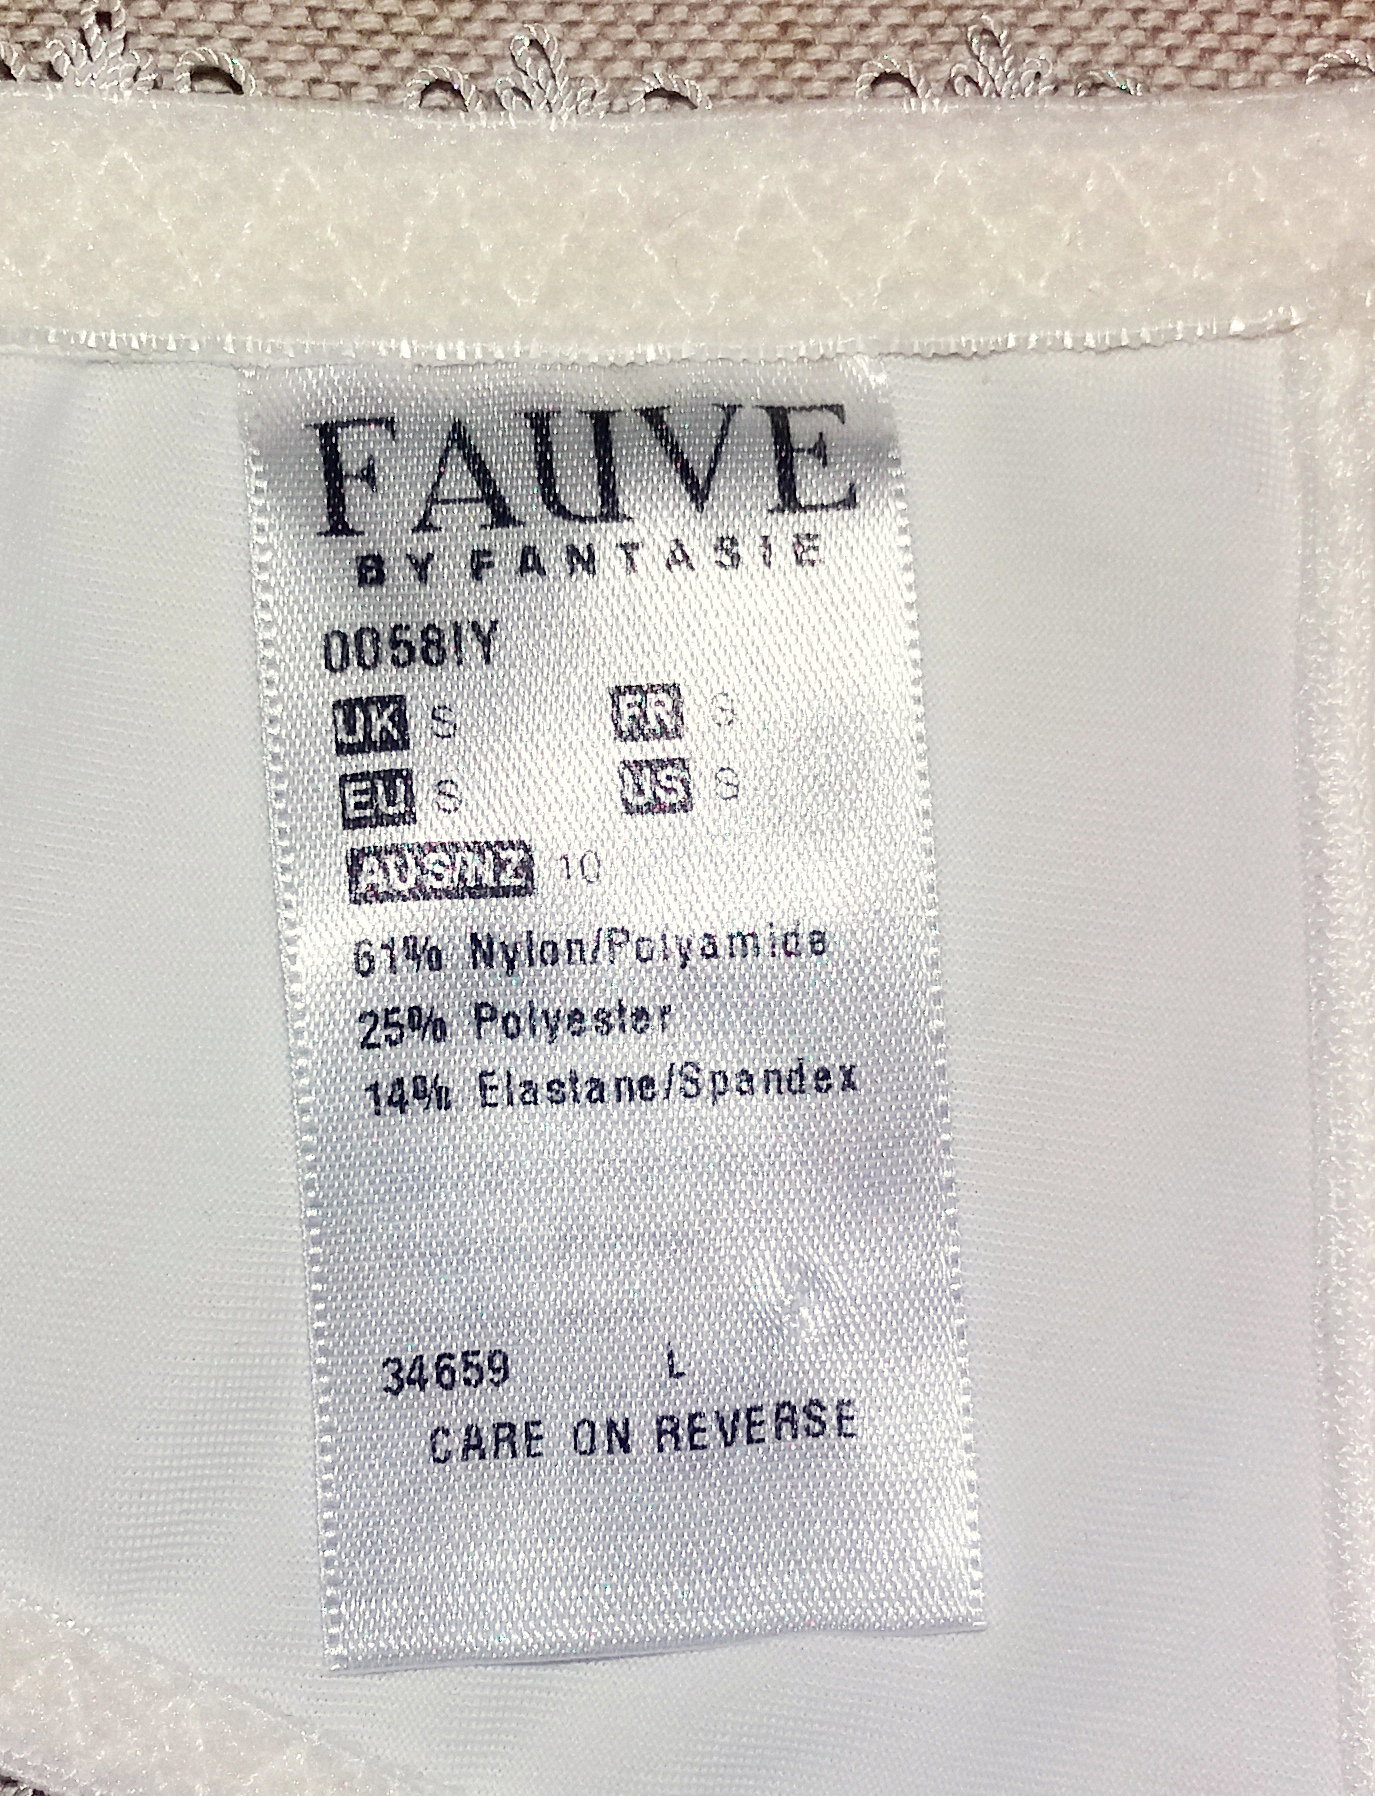 FAUVE
BY FANTASIE
0058IY
UK S FR S
EU S US S
AUS/NZ 10
61% Nylon/Polyamide
25% Polyester
14% Elastane/Spandex
34659 L
CARE ON REVERSE